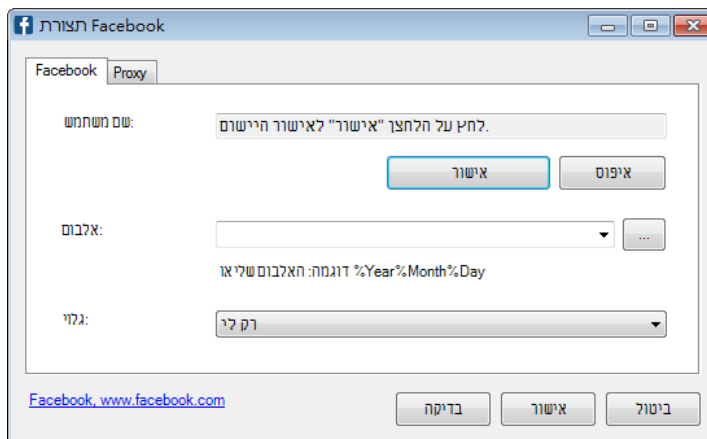 תצורת Facebook
Facebook
Proxy
שם משתמש:
לחץ על הלחצן "אישור" לאישור היישום.
אישור
איפוס
אלבום:
...
דוגמה: האלבום שלי או %Year%Month%Day
גלוי:
רק לי
Facebook, www.facebook.com
בדיקה
אישור
ביטול